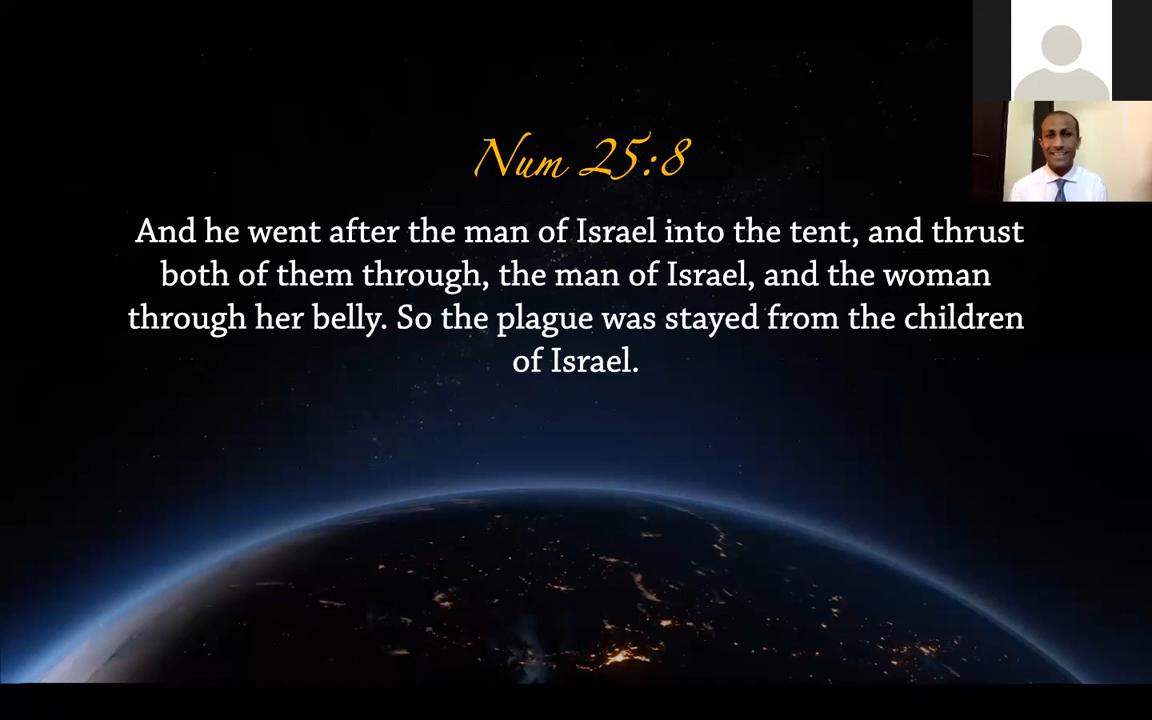 Num 25:8
And he went after the man of Israel into the tent, and thrust
both of them through, the man of Israel, and the woman
through her belly. So the plague was stayed from the children
of Israel.